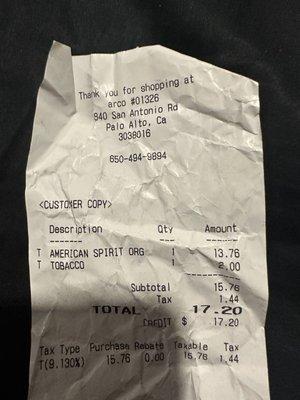 Thank you for shopping at
arco #01326
840 San Antonio Rd
Palo Alto, Ca
3038016
650-494-9894
<CUSTOMER COPY>
Description Qty Amount
------- --- -------
T AMERICAN SPIRIT ORG 1 13.76
T TOBACCO 1 2.00
Subtotal 15.76
Tax 1.44
TOTAL 17.20
CREDIT $ 17.20
Tax Type Purchase Rebate Taxable Tax
T(9.130%) 15.76 0.00 15.76 1.44